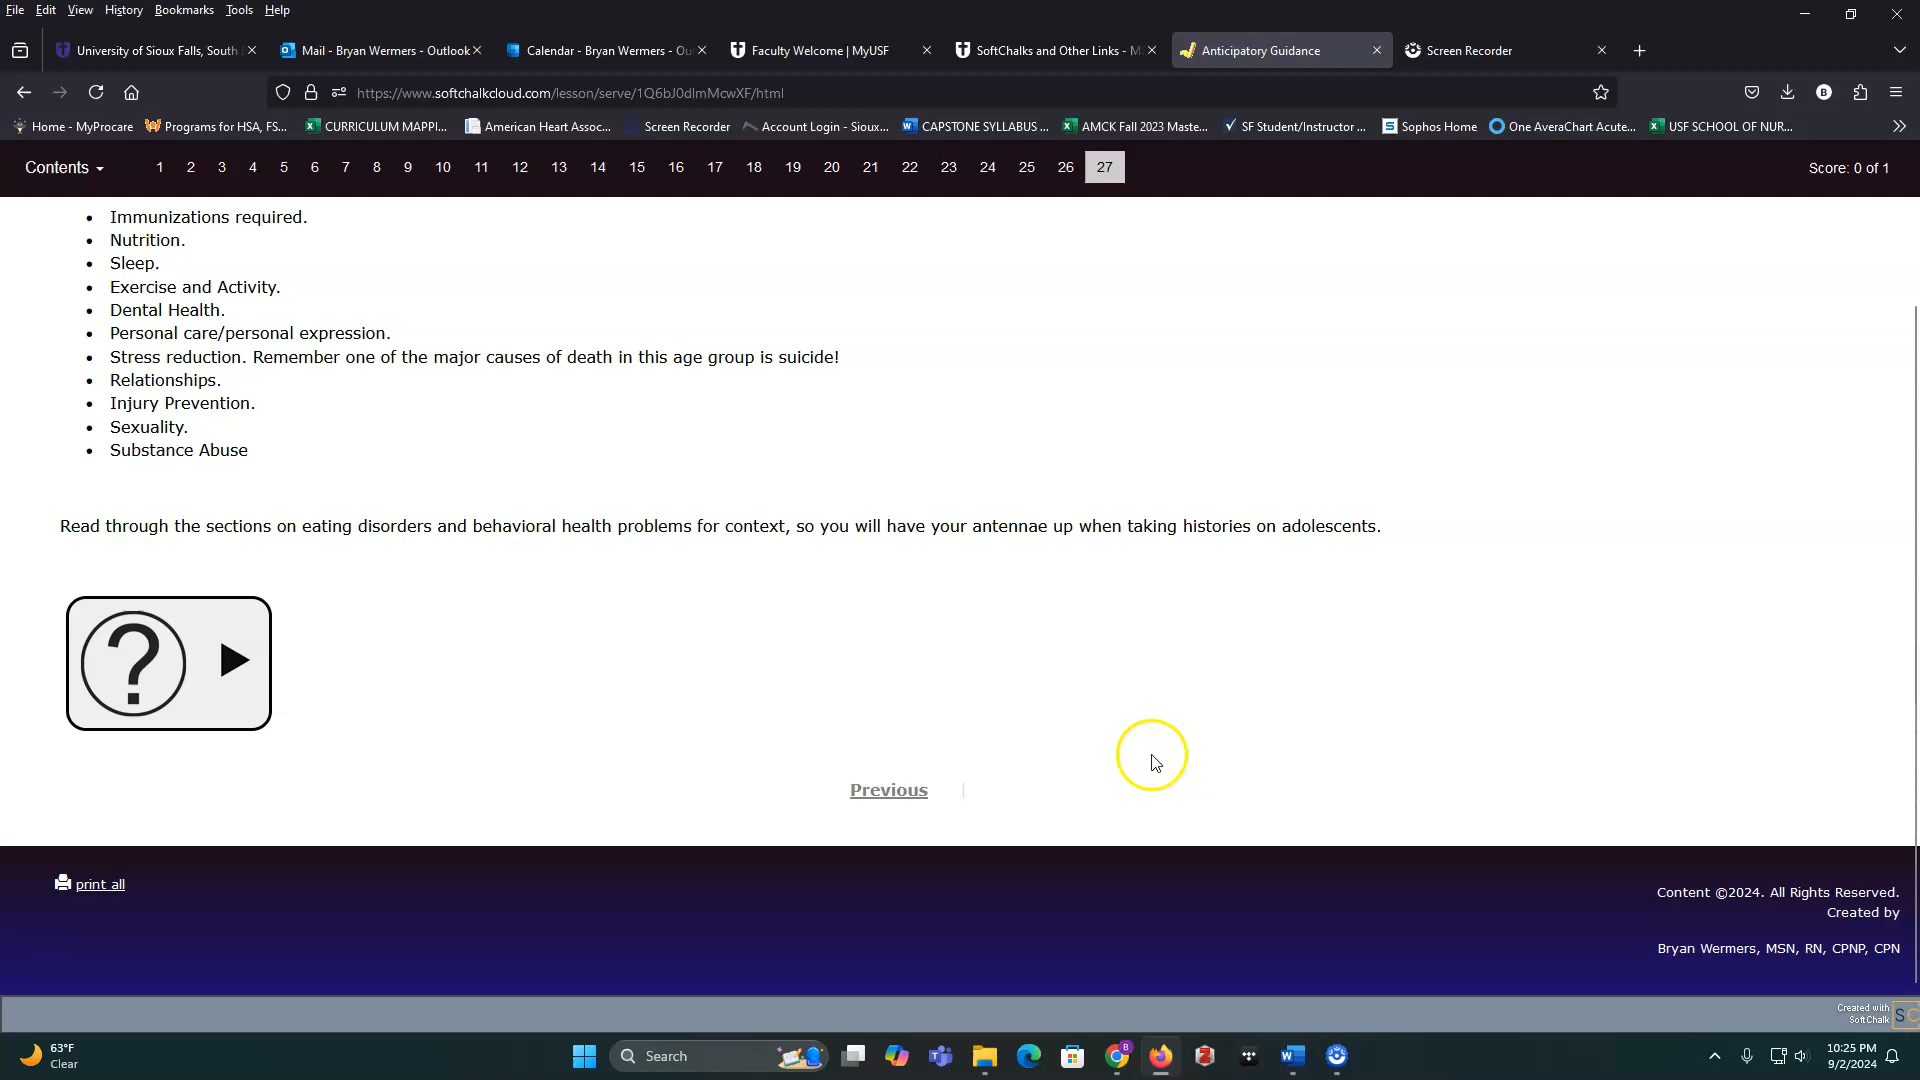 File Edit View History Bookmarks Tools Help
University of Sioux Falls, South
Mail - Bryan Wermers - Outlook
Calendar - Bryan Wermers - Ou
Faculty Welcome | MyUSF
SoftChalks and Other Links - M
Anticipatory Guidance
Screen Recorder
https://www.softchalkcloud.com/lesson/serve/1Q6bJ0dlmMcwXF/html
B
Home - MyProcare
Programs for HSA, FS...
CURRICULUM MAPPI...
American Heart Assoc...
Screen Recorder
Account Login - Sioux...
CAPSTONE SYLLABUS ...
AMCK Fall 2023 Maste...
SF Student/Instructor ...
Sophos Home
One AveraChart Acute...
USF SCHOOL OF NUR...
Contents 1 2 3 4 5 6 7 8 9 10 11 12 13 14 15 16 17 18 19 20 21 22 23 24 25 26 27 Score: 0 of 1
• Immunizations required.
• Nutrition.
• Sleep.
• Exercise and Activity.
• Dental Health.
• Personal care/personal expression.
• Stress reduction. Remember one of the major causes of death in this age group is suicide!
• Relationships.
• Injury Prevention.
• Sexuality.
• Substance Abuse
Read through the sections on eating disorders and behavioral health problems for context, so you will have your antennae up when taking histories on adolescents.
?
Previous |
print all
Content ©2024. All Rights Reserved.
Created by
Bryan Wermers, MSN, RN, CPNP, CPN
Created with
SoftChalk
SC
63°F
Clear
Search
10:25 PM
9/2/2024